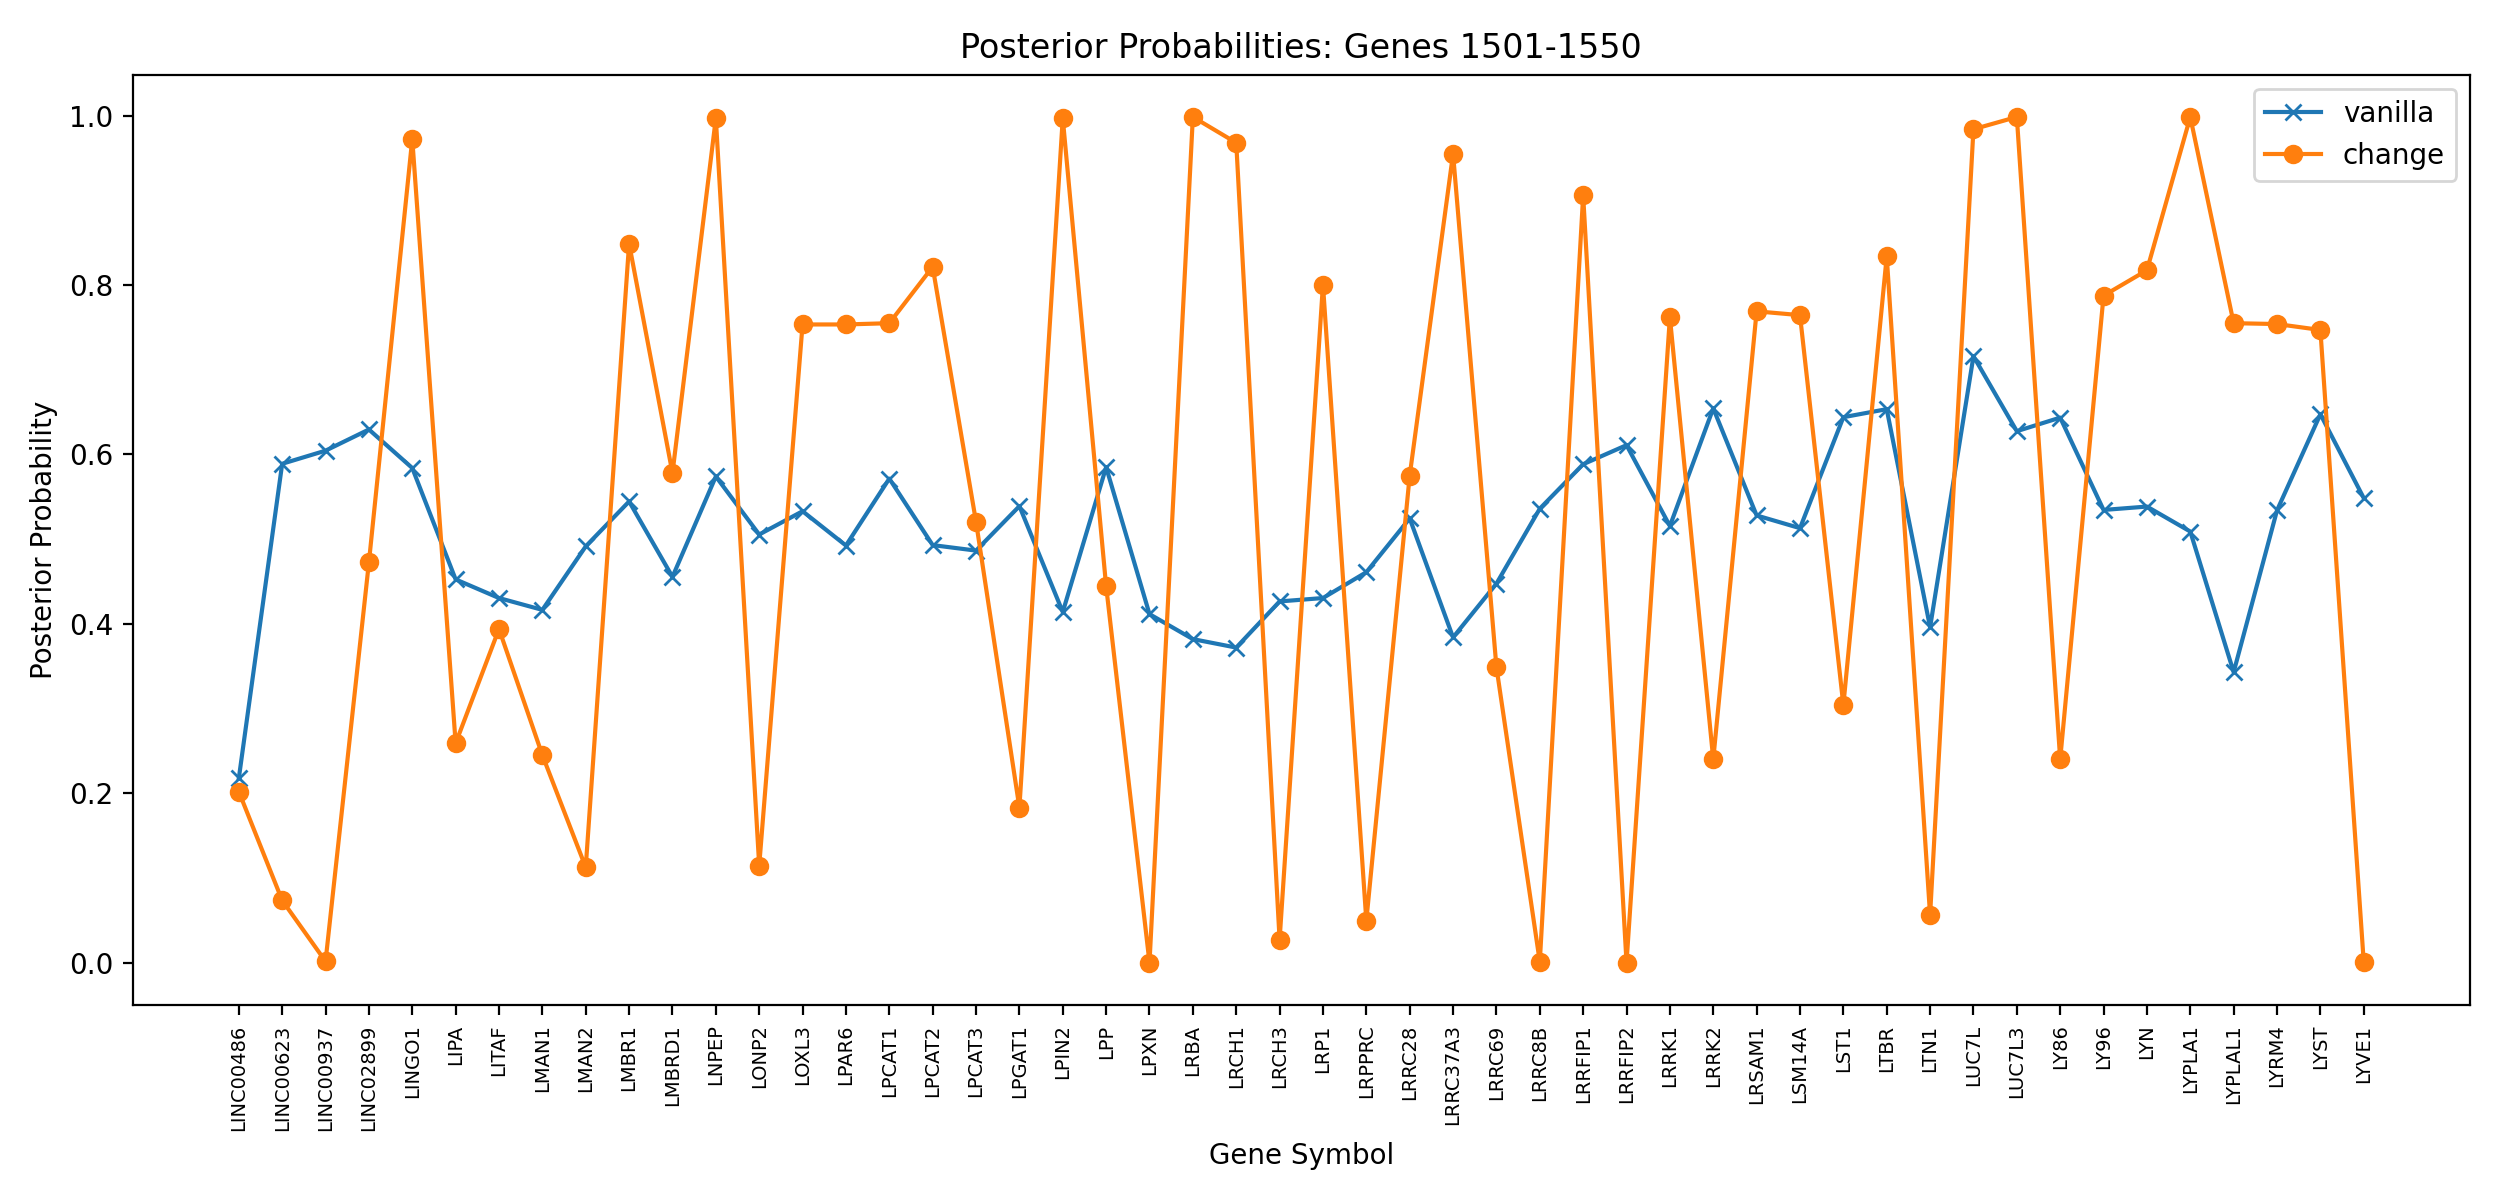 Posterior Probabilities: Genes 1501-1550
vanilla
change
Posterior Probability
1.0
0.8
0.6
0.4
0.2
0.0
LINC00486
LINC00623
LINC00937
LINC02899
LINGO1
LIPA
LITAF
LMAN1
LMAN2
LMBR1
LMBRD1
LNPEP
LONP2
LOXL3
LPAR6
LPCAT1
LPCAT2
LPCAT3
LPGAT1
LPIN2
LPP
LPXN
LRBA
LRCH1
LRCH3
LRP1
LRPPRC
LRRC28
LRRC37A3
LRRC69
LRRC8B
LRRFIP1
LRRFIP2
LRRK1
LRRK2
LRSAM1
LSM14A
LST1
LTBR
LTN1
LUC7L
LUC7L3
LY86
LY96
LYN
LYPLA1
LYPLAL1
LYRM4
LYST
LYVE1
Gene Symbol